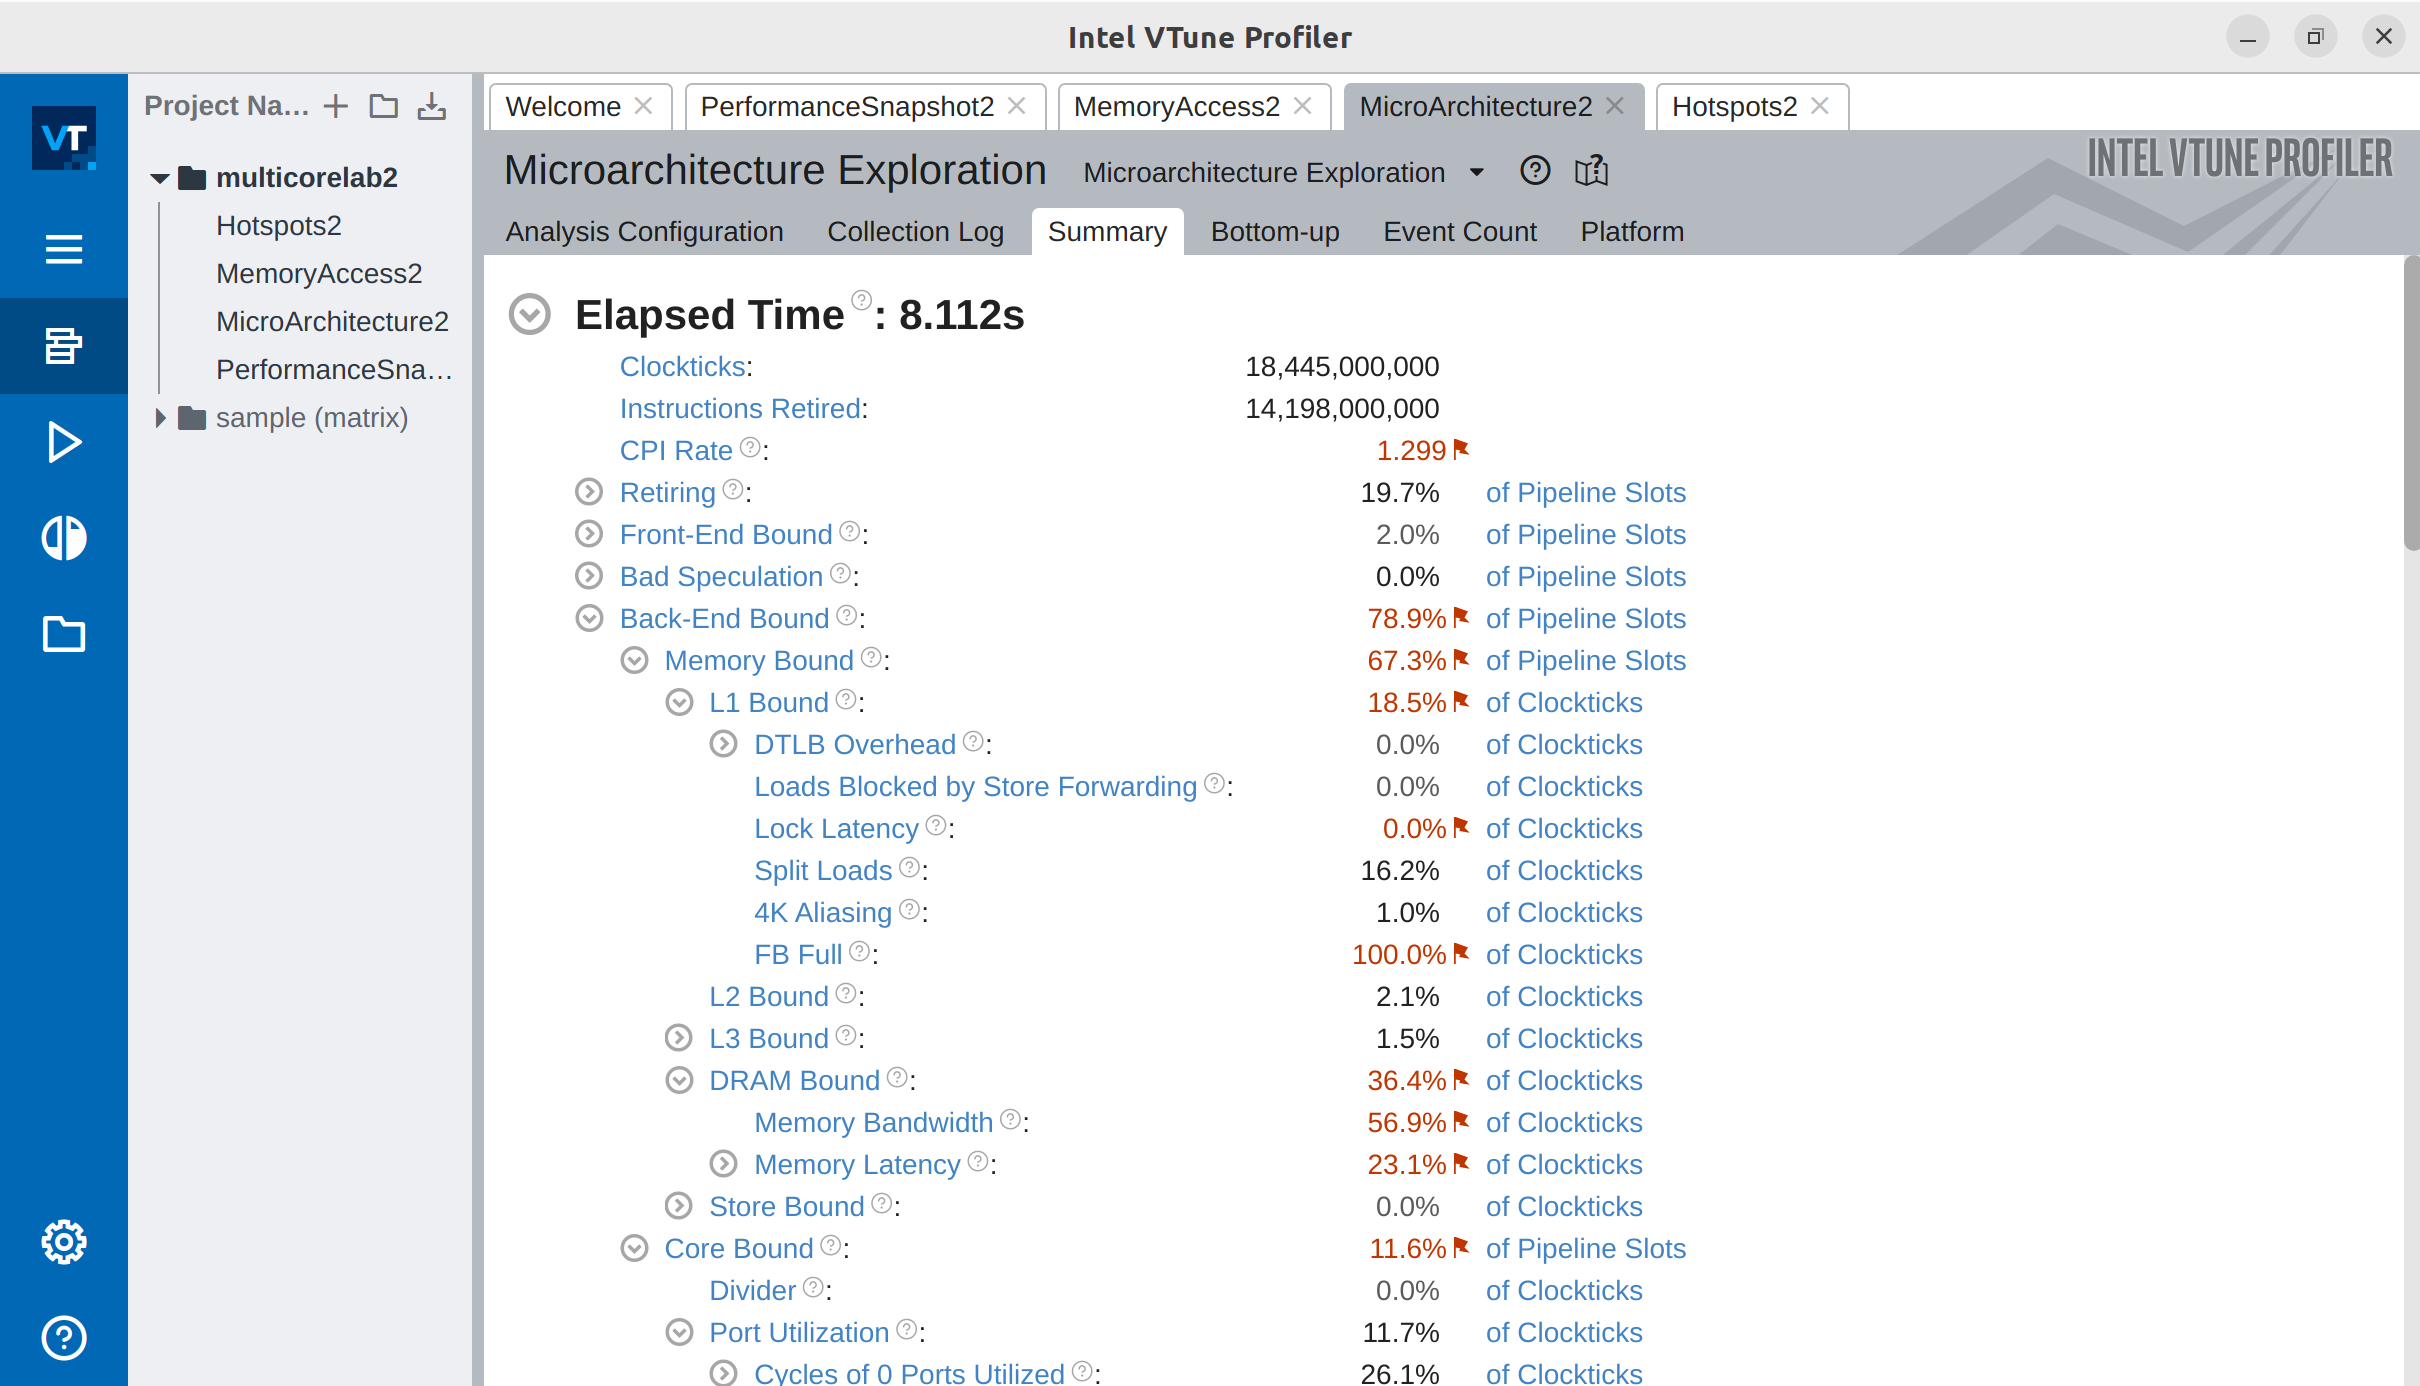 Intel VTune Profiler
VT
Project Na...
multicorelab2
Hotspots2
MemoryAccess2
MicroArchitecture2
PerformanceSna...
sample (matrix)
Welcome
PerformanceSnapshot2
MemoryAccess2
MicroArchitecture2
Hotspots2
Microarchitecture Exploration
Microarchitecture Exploration
INTEL VTUNE PROFILER
Analysis Configuration
Collection Log
Summary
Bottom-up
Event Count
Platform
Elapsed Time ?: 8.112s
Clockticks: 18,445,000,000
Instructions Retired: 14,198,000,000
CPI Rate ?: 1.299
Retiring ?: 19.7% of Pipeline Slots
Front-End Bound ?: 2.0% of Pipeline Slots
Bad Speculation ?: 0.0% of Pipeline Slots
Back-End Bound ?: 78.9% of Pipeline Slots
Memory Bound ?: 67.3% of Pipeline Slots
L1 Bound ?: 18.5% of Clockticks
DTLB Overhead ?: 0.0% of Clockticks
Loads Blocked by Store Forwarding ?: 0.0% of Clockticks
Lock Latency ?: 0.0% of Clockticks
Split Loads ?: 16.2% of Clockticks
4K Aliasing ?: 1.0% of Clockticks
FB Full ?: 100.0% of Clockticks
L2 Bound ?: 2.1% of Clockticks
L3 Bound ?: 1.5% of Clockticks
DRAM Bound ?: 36.4% of Clockticks
Memory Bandwidth ?: 56.9% of Clockticks
Memory Latency ?: 23.1% of Clockticks
Store Bound ?: 0.0% of Clockticks
Core Bound ?: 11.6% of Pipeline Slots
Divider ?: 0.0% of Clockticks
Port Utilization ?: 11.7% of Clockticks
Cycles of 0 Ports Utilized ?: 26.1% of Clockticks